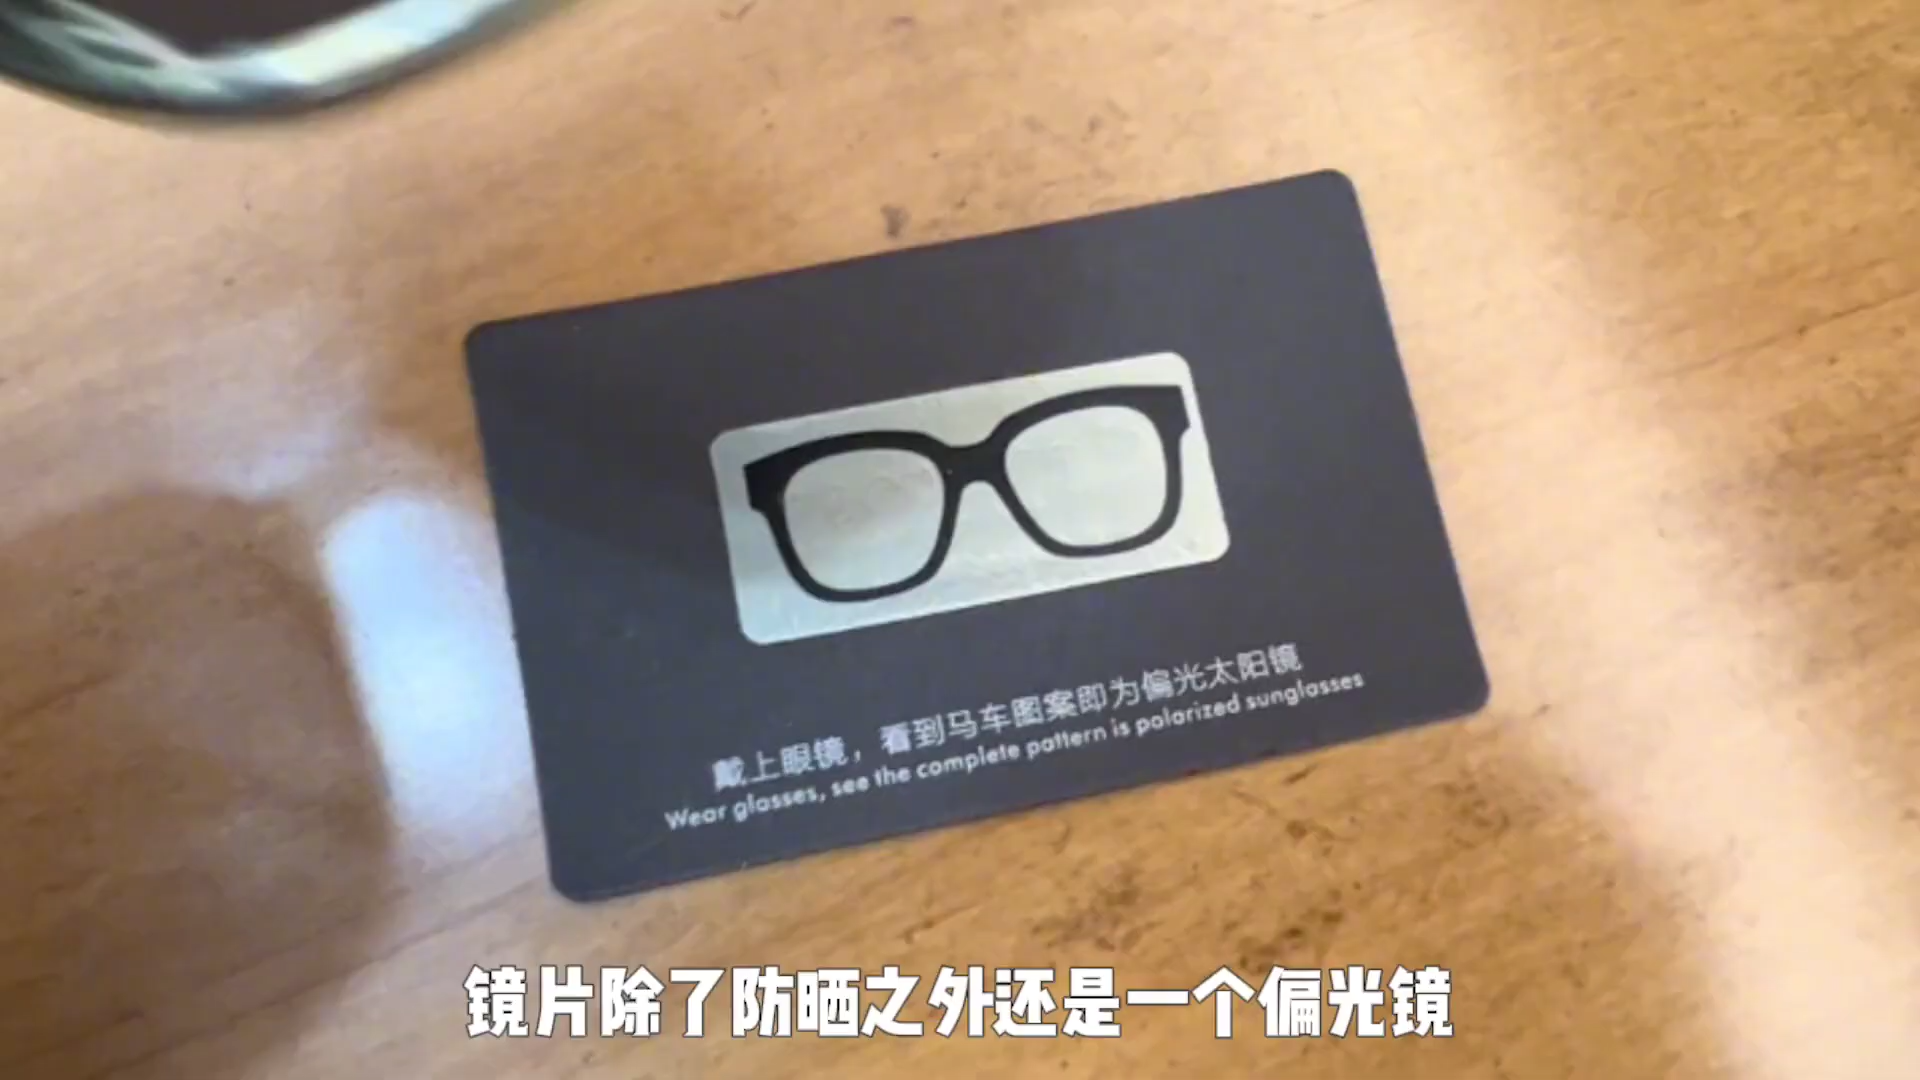 戴上眼镜，看到马车图案即为偏光太阳镜
Wear glasses, see the complete pattern is polarized sunglasses
镜片除了防晒之外还是一个偏光镜